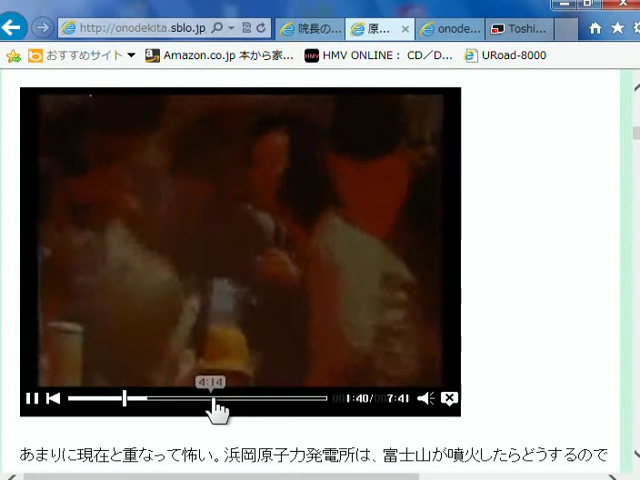 http://onodekita.sblo.jp
院長の...
原...
onode...
Toshi...
おすすめサイト
Amazon.co.jp 本から家...
HMV ONLINE： CD／D...
URoad-8000
4:14
001:40/007:41
あまりに現在と重なって怖い。浜岡原子力発電所は、富士山が噴火したらどうするので